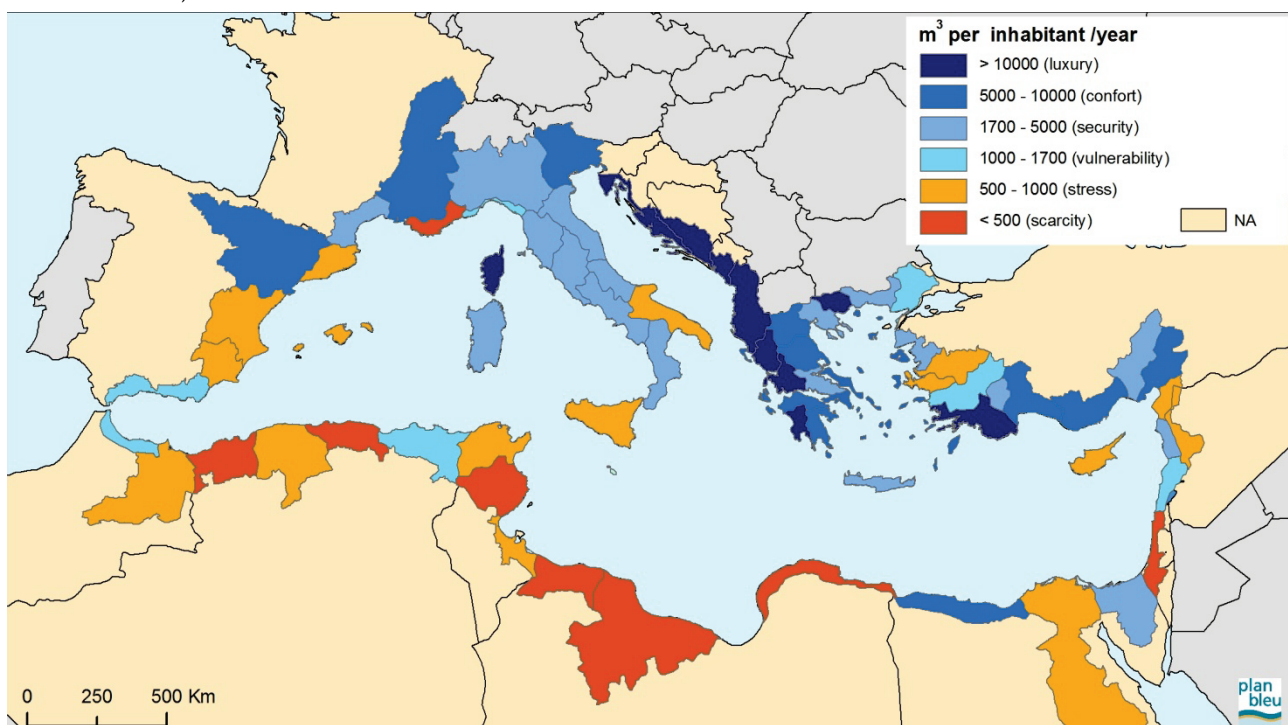 m³ per inhabitant /year
> 10000 (luxury)
5000 - 10000 (confort)
1700 - 5000 (security)
1000 - 1700 (vulnerability)
500 - 1000 (stress)
< 500 (scarcity)
NA
0 250 500 Km
plan
bleu